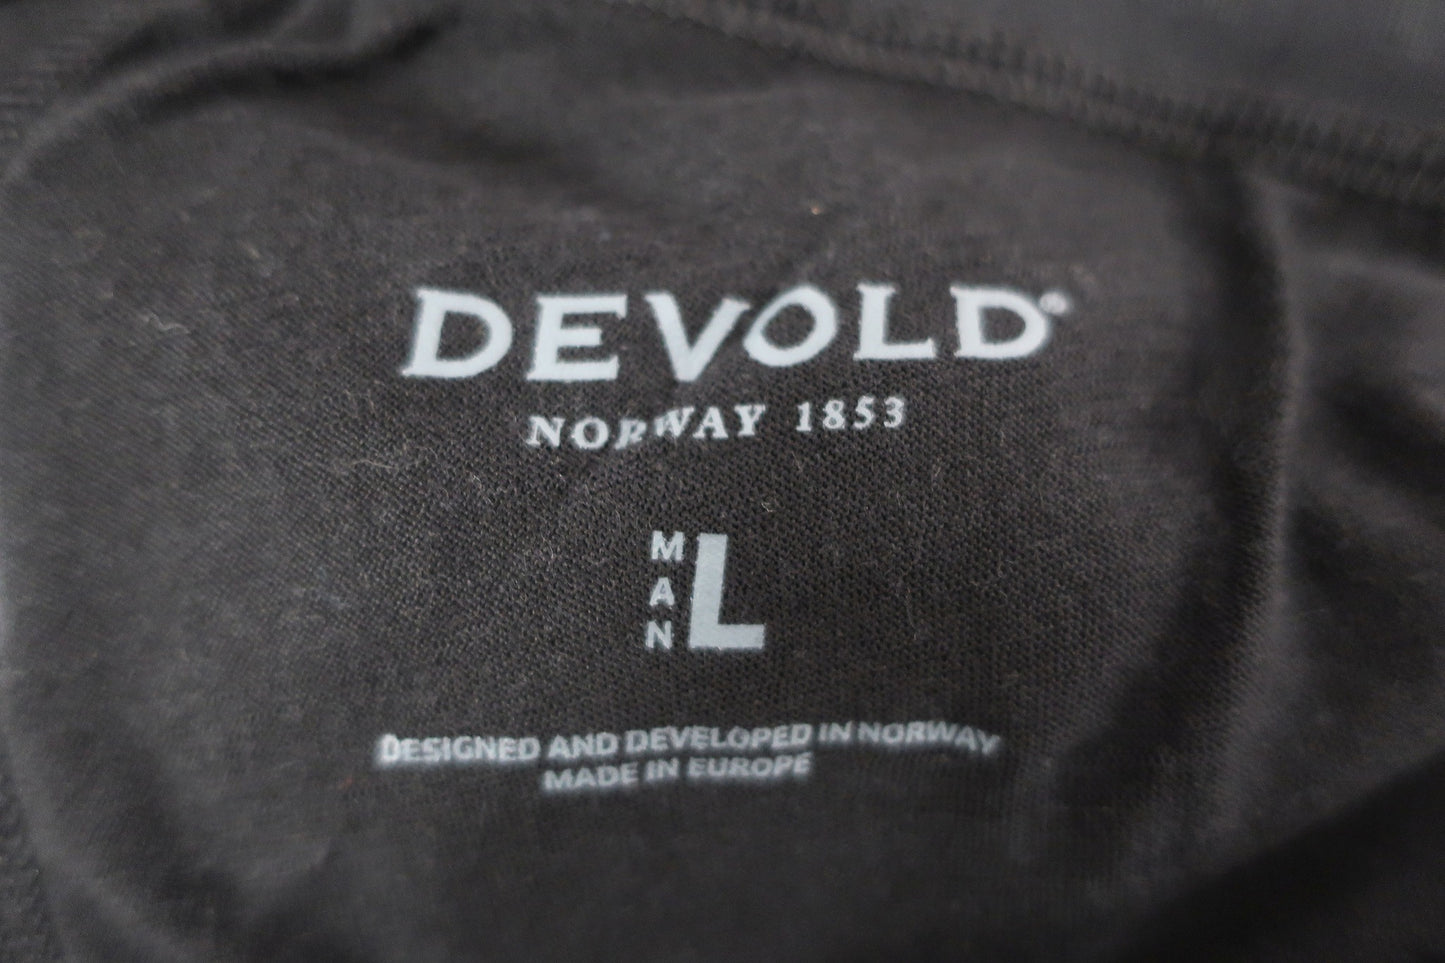 DEVOLD®
NORWAY 1853
MAN L
DESIGNED AND DEVELOPED IN NORWAY
MADE IN EUROPE